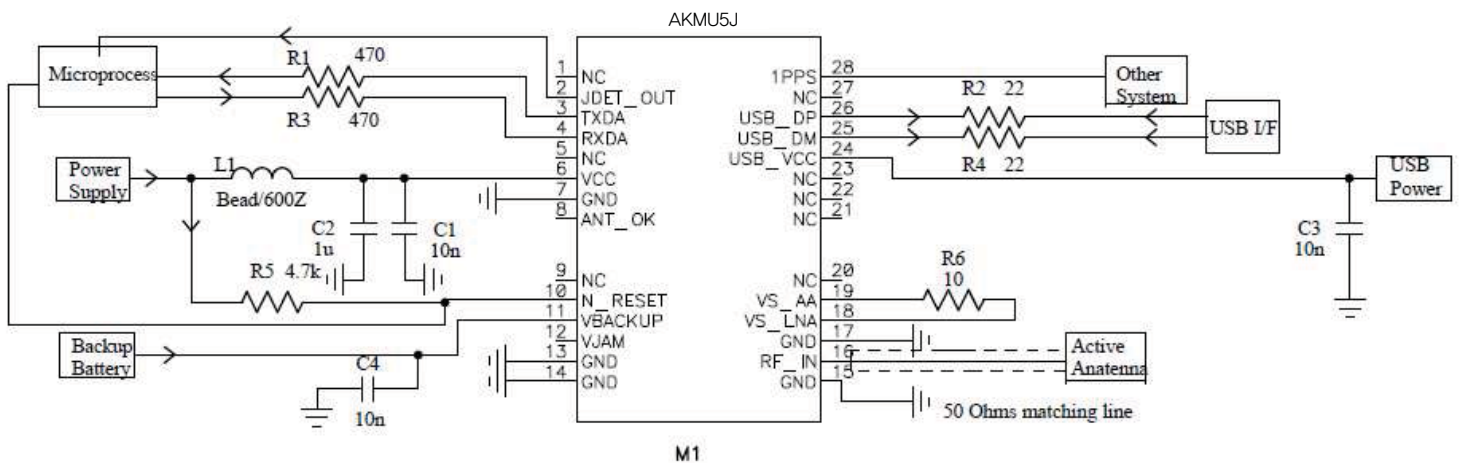 AKMU5J
Microprocess
R1 470
R3 470
Power
Supply
L1
Bead/600Z
C2
1u
C1
10n
R5 4.7k
Backup
Battery
C4
10n
1 NC
2 JDET_OUT
3 TXDA
4 RXDA
5 NC
6 VCC
7 GND
8 ANT_OK
9 NC
10 N_RESET
11 VBACKUP
12 VJAM
13 GND
14 GND
1PPS 28
NC 27
USB_DP 26
USB_DM 25
USB_VCC 24
NC 23
NC 22
NC 21
NC 20
VS_AA 19
VS_LNA 18
GND 17
RF_IN 16
GND 15
Other
System
R2 22
USB I/F
R4 22
USB
Power
C3
10n
R6
10
Active
Anatenna
50 Ohms matching line
M1